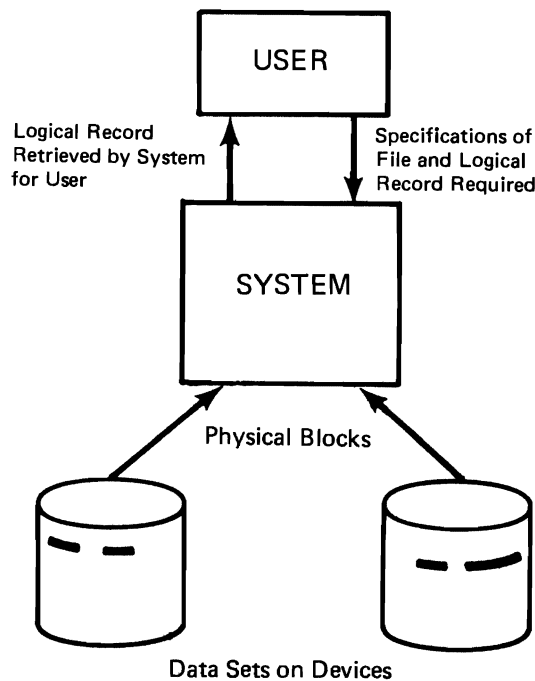 USER
Logical Record
Retrieved by System
for User
Specifications of
File and Logical
Record Required
SYSTEM
Physical Blocks
Data Sets on Devices